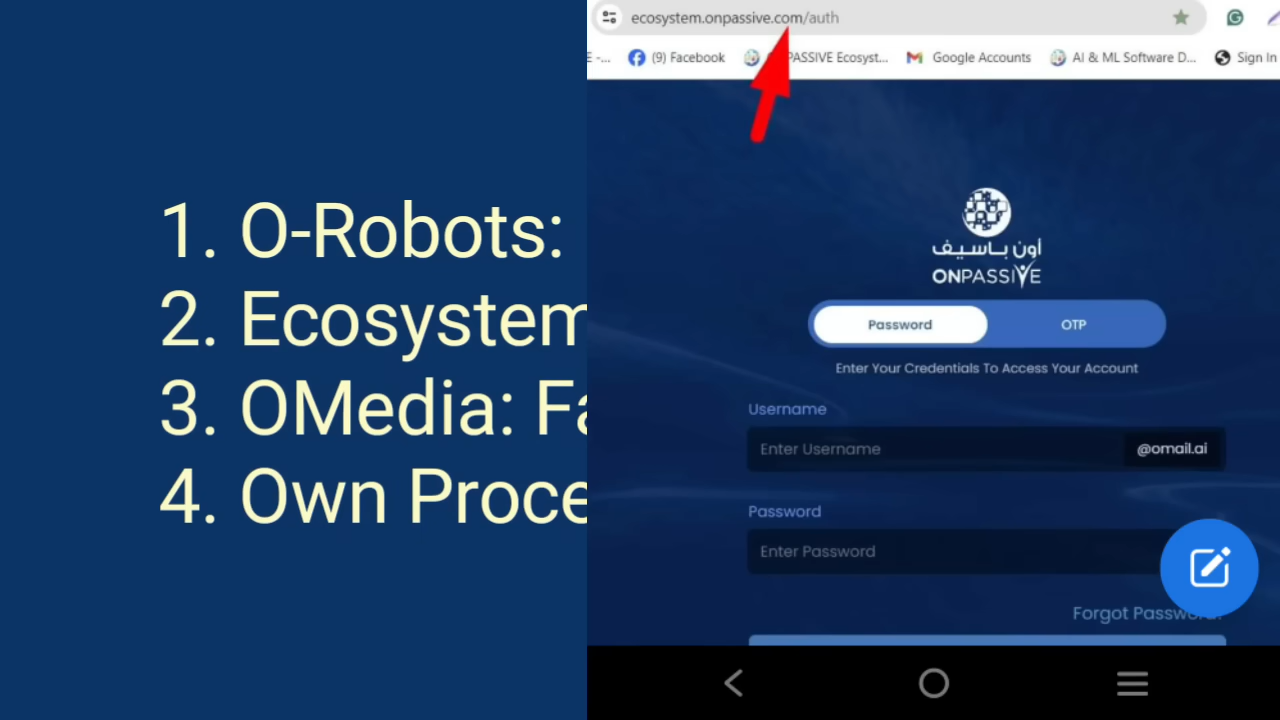 1. O-Robots:
2. Ecosystem
3. OMedia: Fa
4. Own Proce
ecosystem.onpassive.com/auth
E -... (9) Facebook ONPASSIVE Ecosyst... Google Accounts AI & ML Software D... Sign In
اون باسيف
ONPASSIVE
Password OTP
Enter Your Credentials To Access Your Account
Username
Enter Username @omail.ai
Password
Enter Password
Forgot Password?